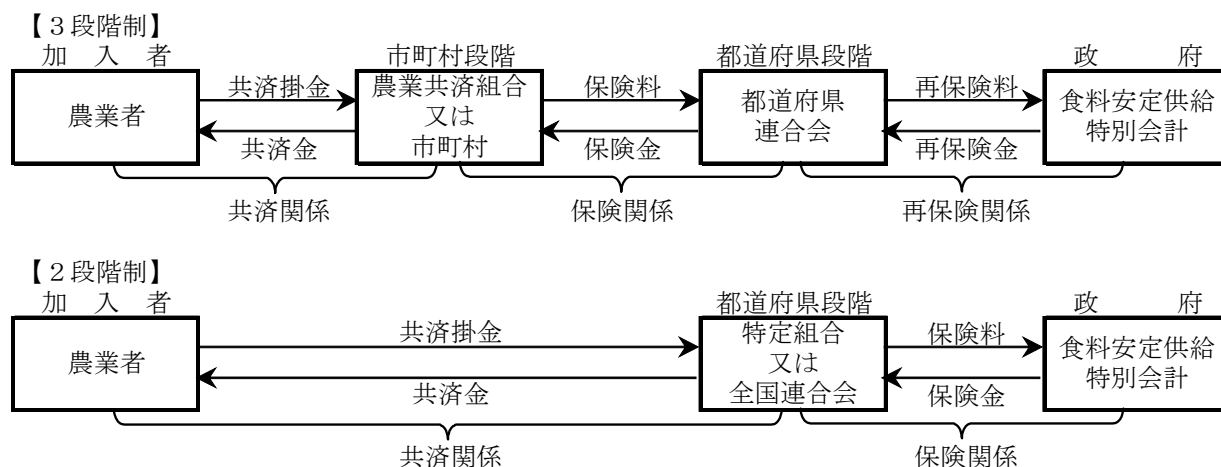 【３段階制】
加　入　者　市町村段階　都道府県段階　政　府
農業者
共済掛金
共済金
農業共済組合
又は
市町村
保険料
保険金
都道府県
連合会
再保険料
再保険金
食料安定供給
特別会計
共済関係　保険関係　再保険関係
【２段階制】
加　入　者　都道府県段階　政　府
農業者
共済掛金
共済金
特定組合
又は
全国連合会
保険料
保険金
食料安定供給
特別会計
共済関係　保険関係